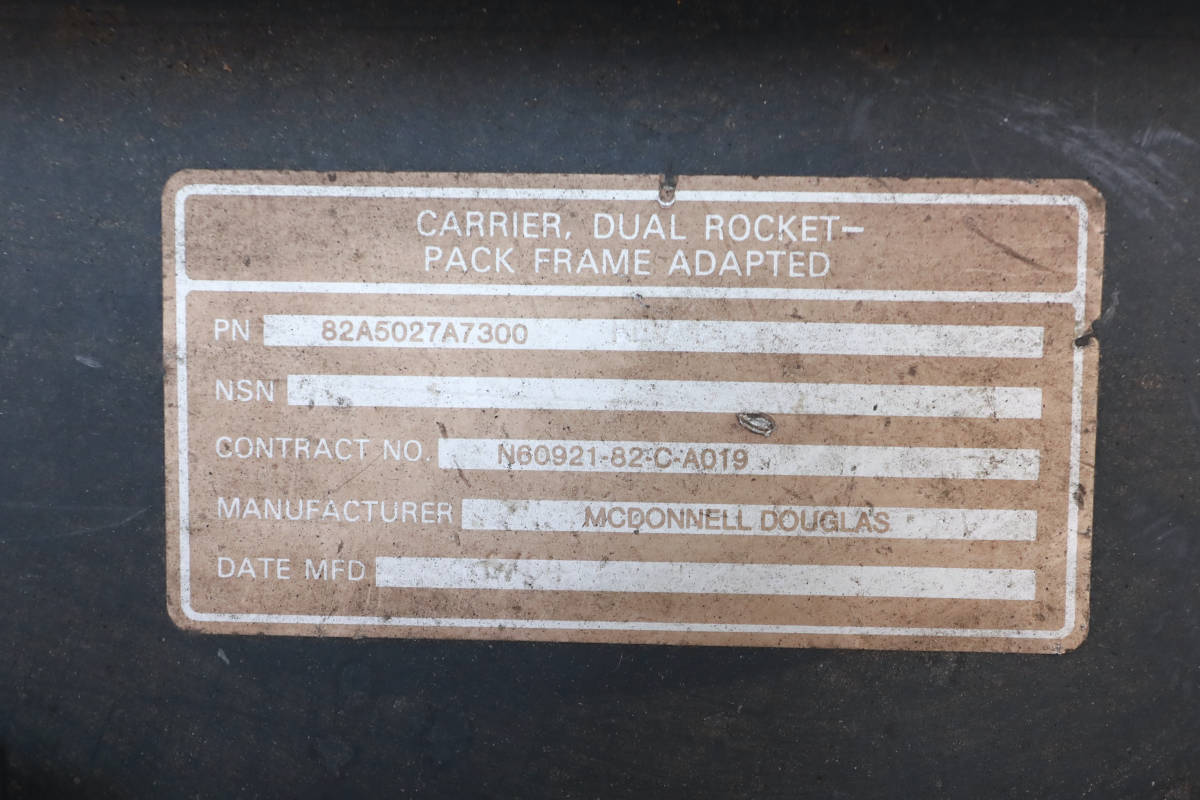 CARRIER, DUAL ROCKET-
PACK FRAME ADAPTED
PN 82A5027A7300
NSN
CONTRACT NO. N60921-82-C-A019
MANUFACTURER MCDONNELL DOUGLAS
DATE MFD